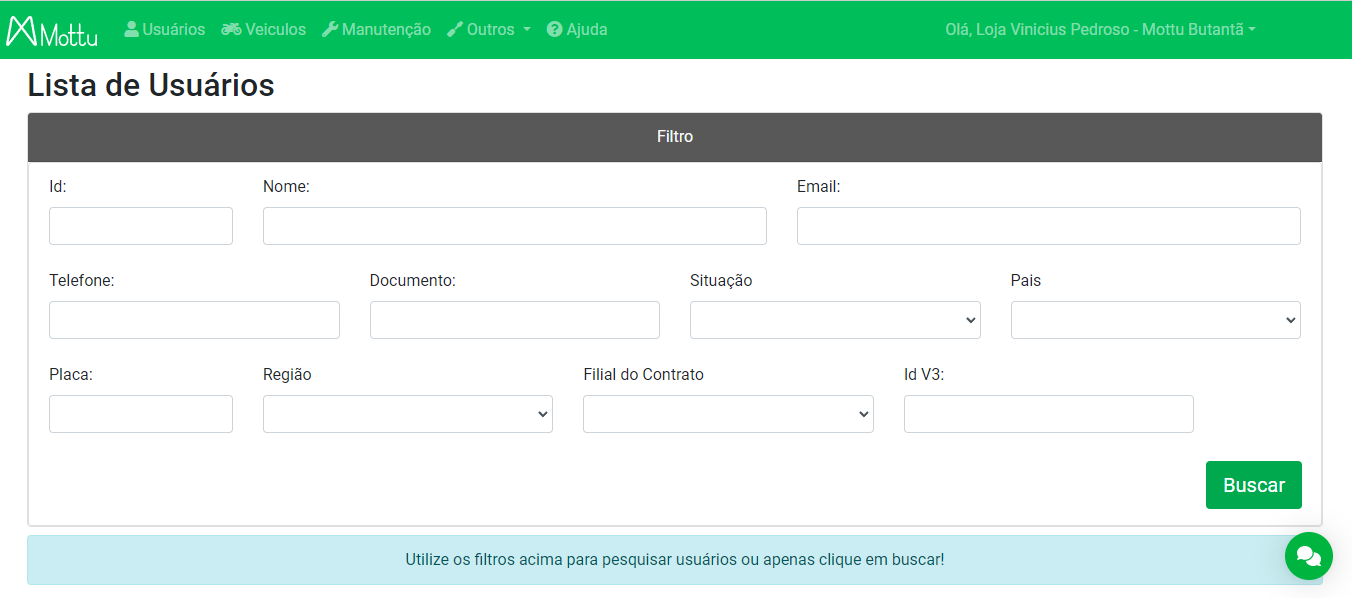 Mottu Usuários Veiculos Manutenção Outros Ajuda Olá, Loja Vinicius Pedroso - Mottu Butantã
Lista de Usuários
Filtro
Id: Nome: Email:
Telefone: Documento: Situação Pais
Placa: Região Filial do Contrato Id V3:
Buscar
Utilize os filtros acima para pesquisar usuários ou apenas clique em buscar!